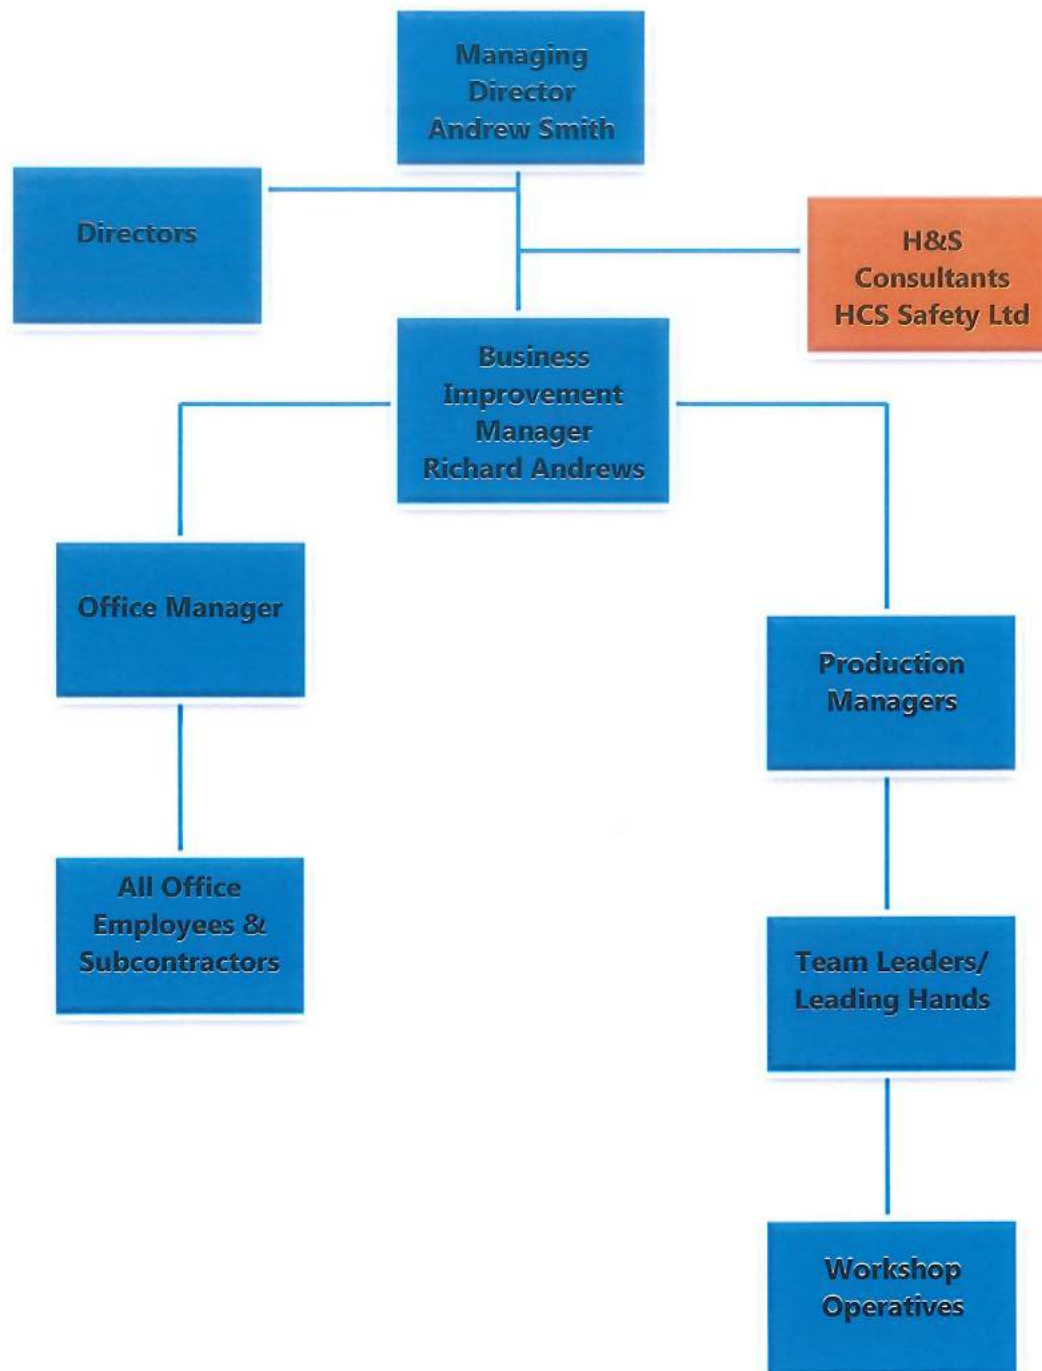 Managing
Director
Andrew Smith
Directors
H&S
Consultants
HCS Safety Ltd
Business
Improvement
Manager
Richard Andrews
Office Manager
Production
Managers
All Office
Employees &
Subcontractors
Team Leaders/
Leading Hands
Workshop
Operatives